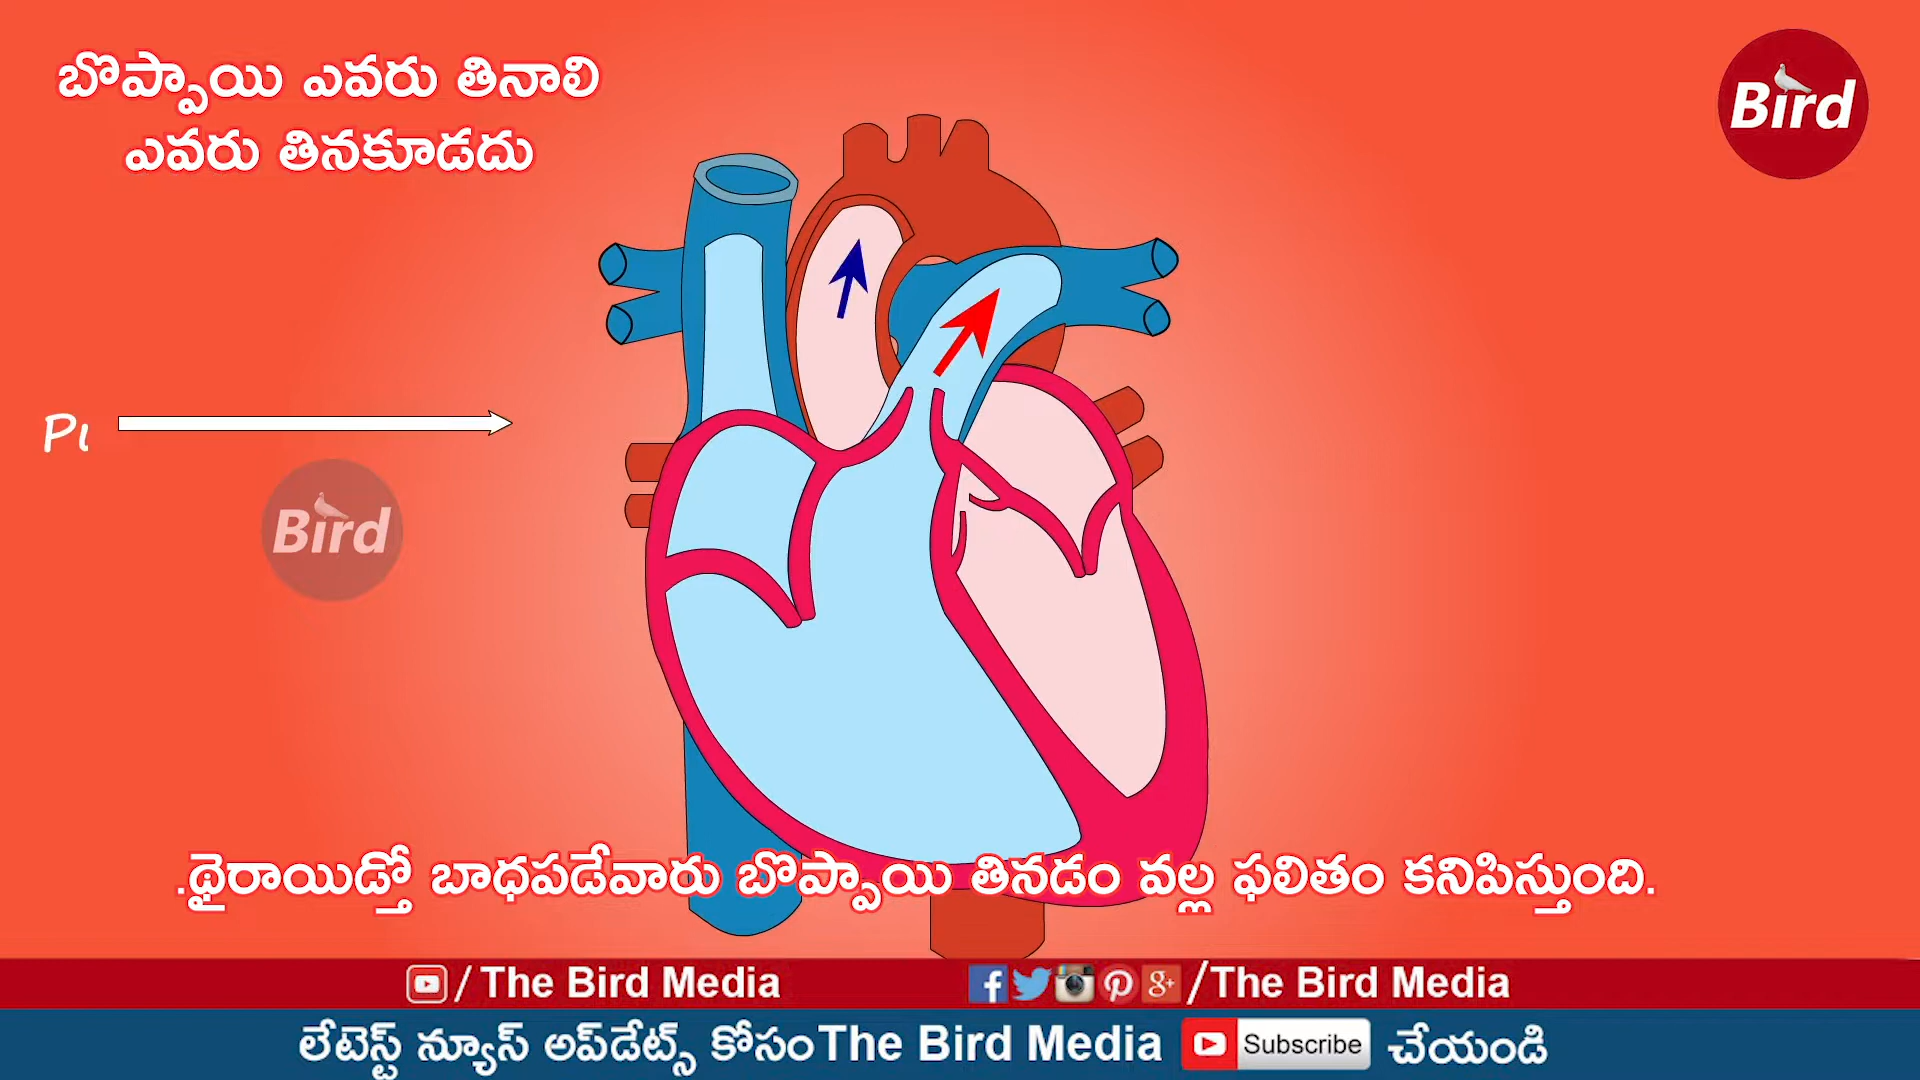 బొప్పాయి ఎవరు తినాలి
ఎవరు తినకూడదు
Bird
Bird
.థైరాయిడ్తో బాధపడేవారు బొప్పాయి తినడం వల్ల ఫలితం కనిపిస్తుంది.
/ The Bird Media
/The Bird Media
లేటెస్ట్ న్యూస్ అప్‌డేట్స్ కోసంThe Bird Media Subscribe చేయండి